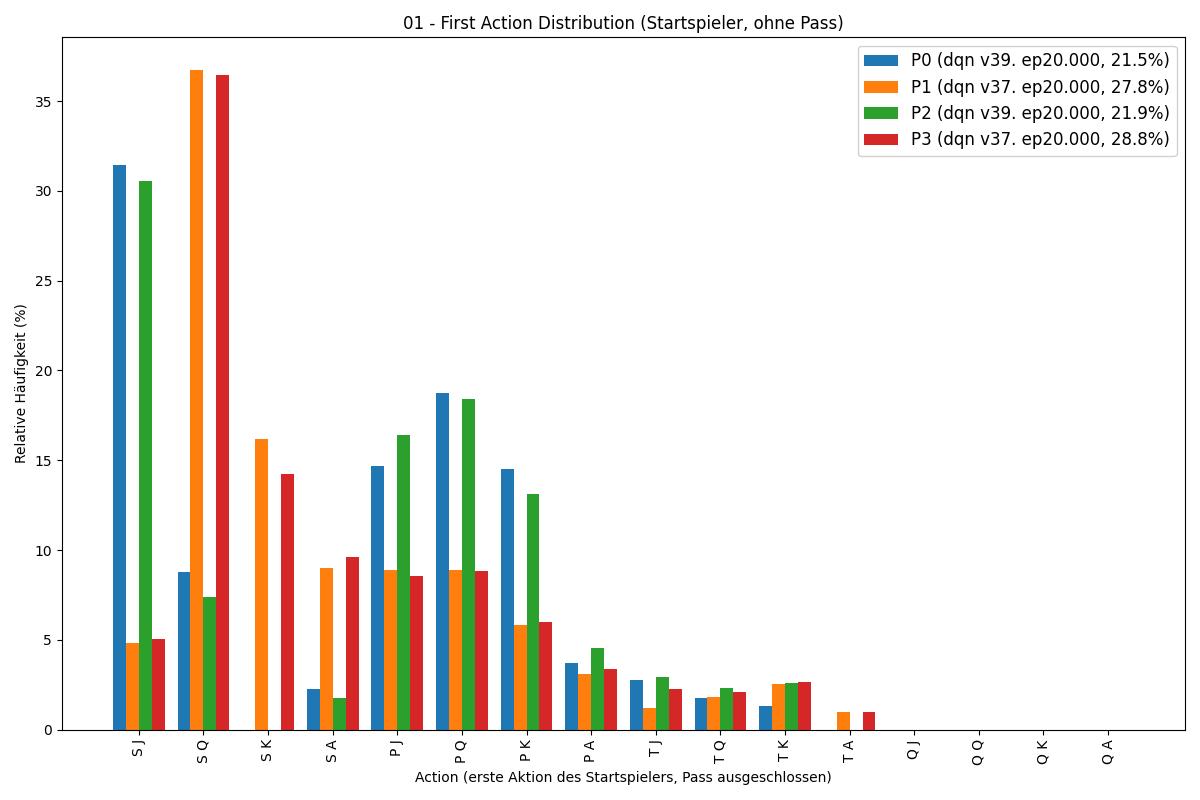 01 - First Action Distribution (Startspieler, ohne Pass)
P0 (dqn v39. ep20.000, 21.5%)
P1 (dqn v37. ep20.000, 27.8%)
P2 (dqn v39. ep20.000, 21.9%)
P3 (dqn v37. ep20.000, 28.8%)
Relative Häufigkeit (%)
35
30
25
20
15
10
5
0
S J
S Q
S K
S A
P J
P Q
P K
P A
T J
T Q
T K
T A
Q J
Q Q
Q K
Q A
Action (erste Aktion des Startspielers, Pass ausgeschlossen)